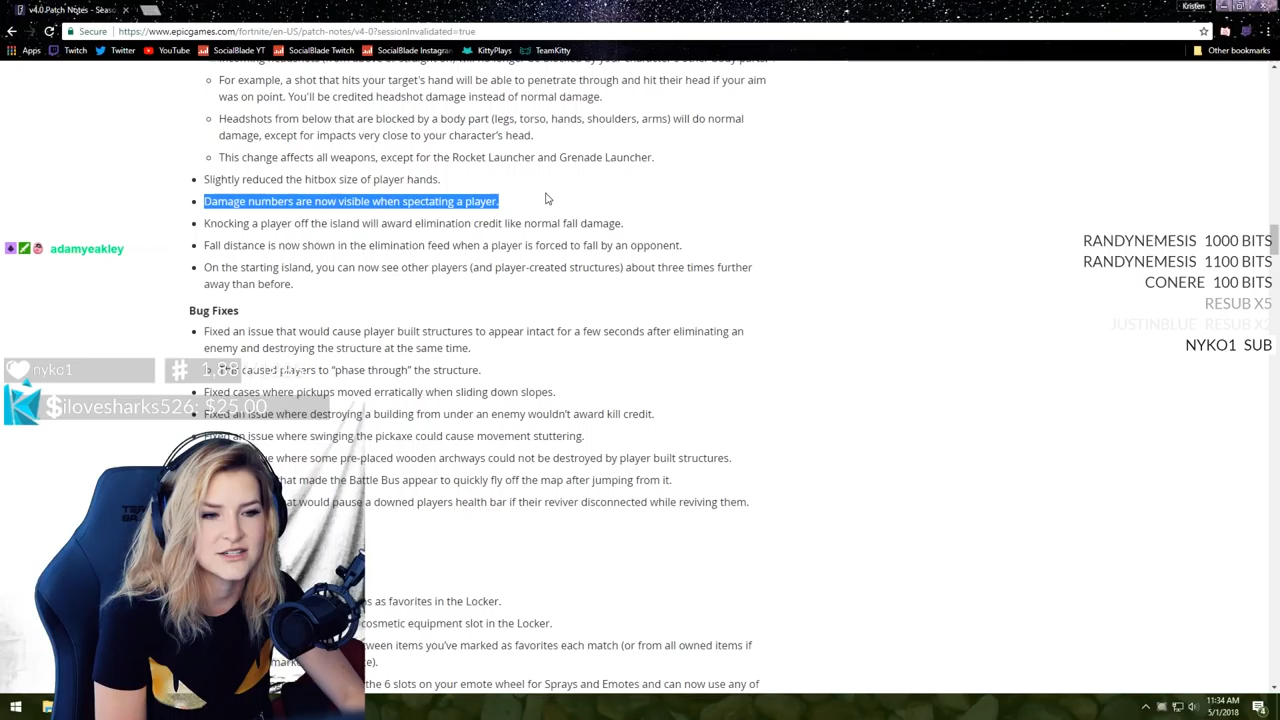 v4.0 Patch Notes - Seas
Kristen
Secure
https://www.epicgames.com/fortnite/en-US/patch-notes/v4-0?sessionInvalidated=true
Apps Twitch Twitter YouTube SocialBlade YT SocialBlade Twitch SocialBlade Instagram KittyPlays TeamKitty Other bookmarks
For example, a shot that hits your target's hand will be able to penetrate through and hit their head if your aim
was on point. You'll be credited headshot damage instead of normal damage.
Headshots from below that are blocked by a body part (legs, torso, hands, shoulders, arms) will do normal
damage, except for impacts very close to your character's head.
This change affects all weapons, except for the Rocket Launcher and Grenade Launcher.
Slightly reduced the hitbox size of player hands.
Damage numbers are now visible when spectating a player.
Knocking a player off the island will award elimination credit like normal fall damage.
Fall distance is now shown in the elimination feed when a player is forced to fall by an opponent.
On the starting island, you can now see other players (and player-created structures) about three times further
away than before.
adamyeakley
RANDYNEMESIS 1000 BITS
RANDYNEMESIS 1100 BITS
CONERE 100 BITS
RESUB X5
JUSTINBLUE RESUB X2
NYKO1 SUB
Bug Fixes
Fixed an issue that would cause player built structures to appear intact for a few seconds after eliminating an
enemy and destroying the structure at the same time.
players to "phase through" the structure.
Fixed cases where pickups moved erratically when sliding down slopes.
Fixed an issue where destroying a building from under an enemy wouldn't award kill credit.
Fixed an issue where swinging the pickaxe could cause movement stuttering.
where some pre-placed wooden archways could not be destroyed by player built structures.
that made the Battle Bus appear to quickly fly off the map after jumping from it.
would pause a downed players health bar if their reviver disconnected while reviving them.
nyko1
# 1,88
$ilovesharks526: $25.00
as favorites in the Locker.
cosmetic equipment slot in the Locker.
items you've marked as favorites each match (or from all owned items if
the 6 slots on your emote wheel for Sprays and Emotes and can now use any of
11:34 AM
5/1/2018